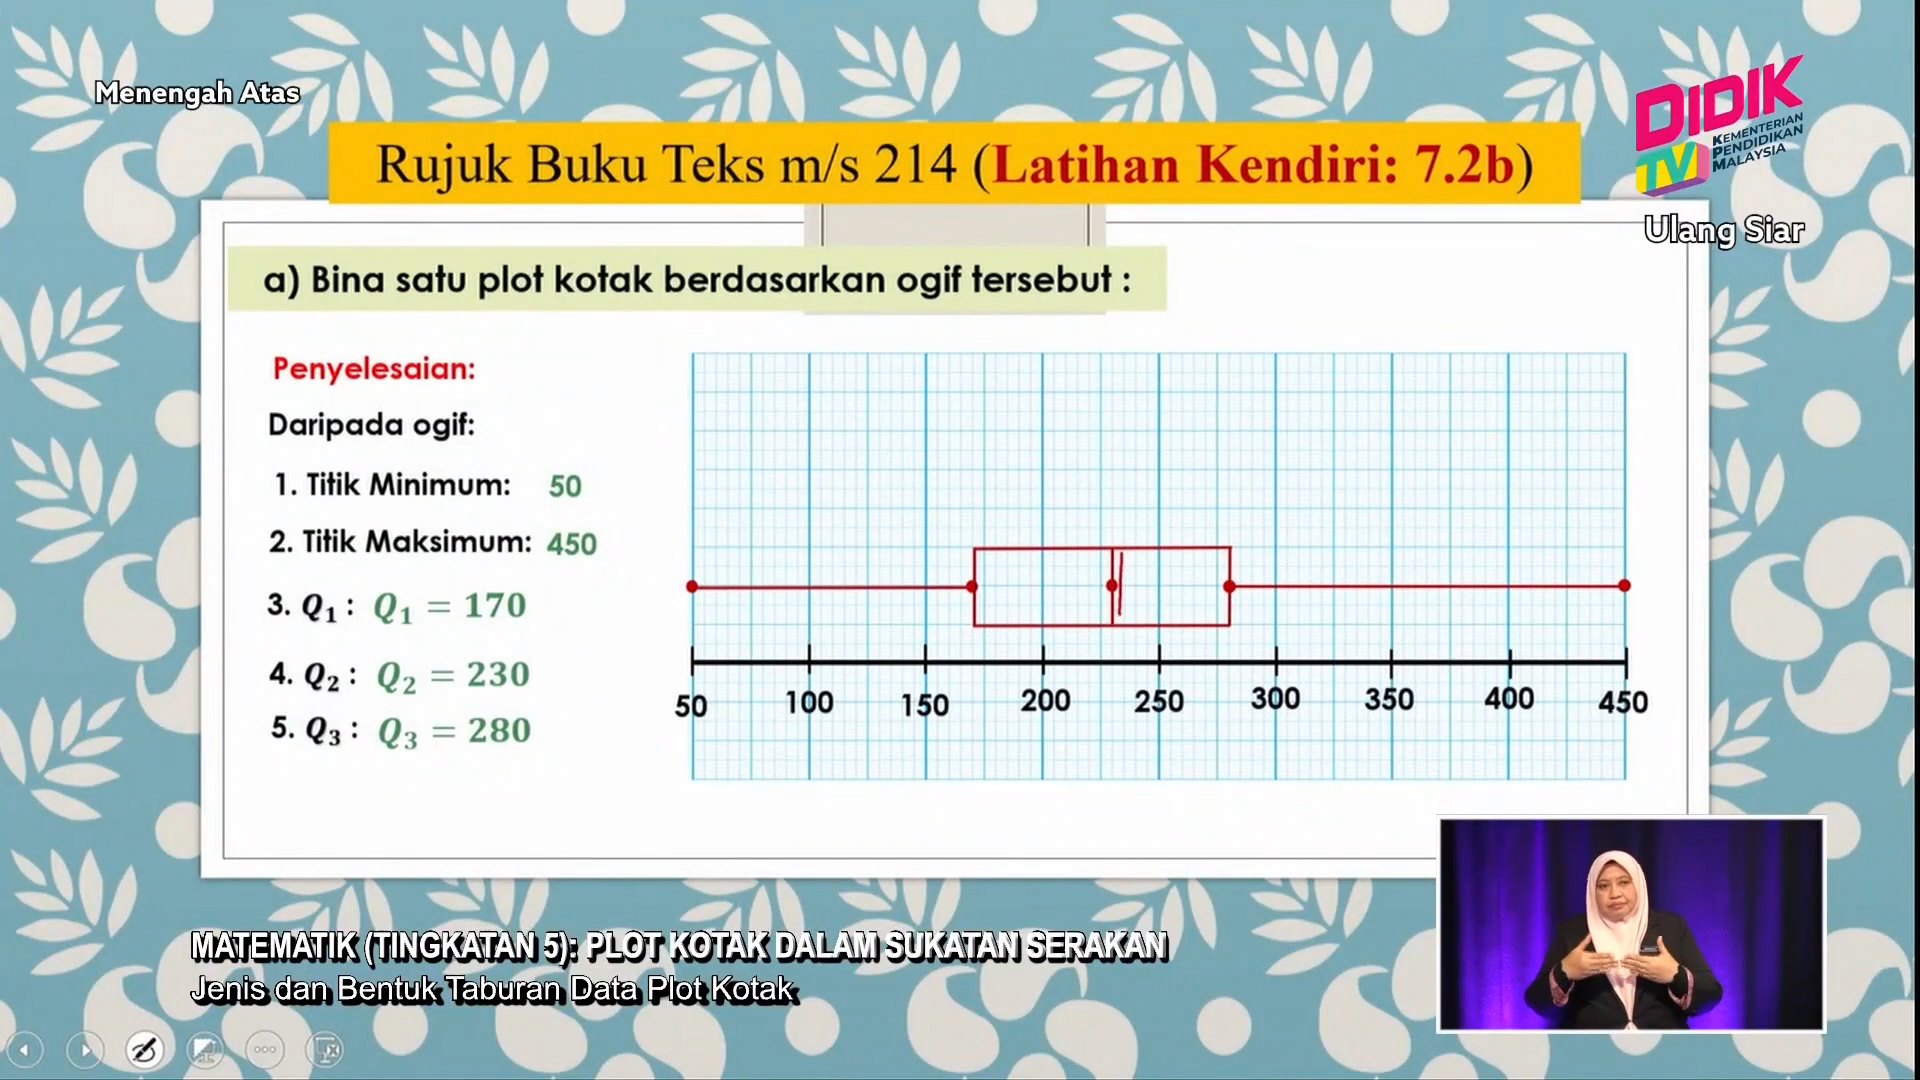 Menengah Atas
DIDIK
TV
KEMENTERIAN
PENDIDIKAN
MALAYSIA
Ulang Siar
Rujuk Buku Teks m/s 214 (Latihan Kendiri: 7.2b)
a) Bina satu plot kotak berdasarkan ogif tersebut :
Penyelesaian:
Daripada ogif:
1. Titik Minimum: 50
2. Titik Maksimum: 450
3. Q₁ : Q₁ = 170
4. Q₂ : Q₂ = 230
5. Q₃ : Q₃ = 280
50 100 150 200 250 300 350 400 450
MATEMATIK (TINGKATAN 5): PLOT KOTAK DALAM SUKATAN SERAKAN
Jenis dan Bentuk Taburan Data Plot Kotak